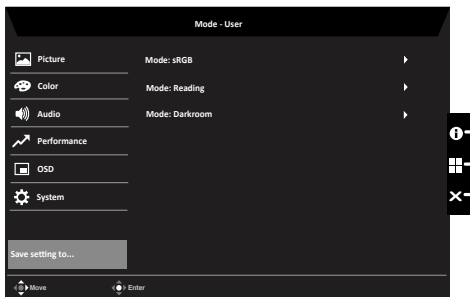 Mode - User
Picture
Color
Audio
Performance
OSD
System
Save setting to...
Mode: sRGB
Mode: Reading
Mode: Darkroom
Move
Enter